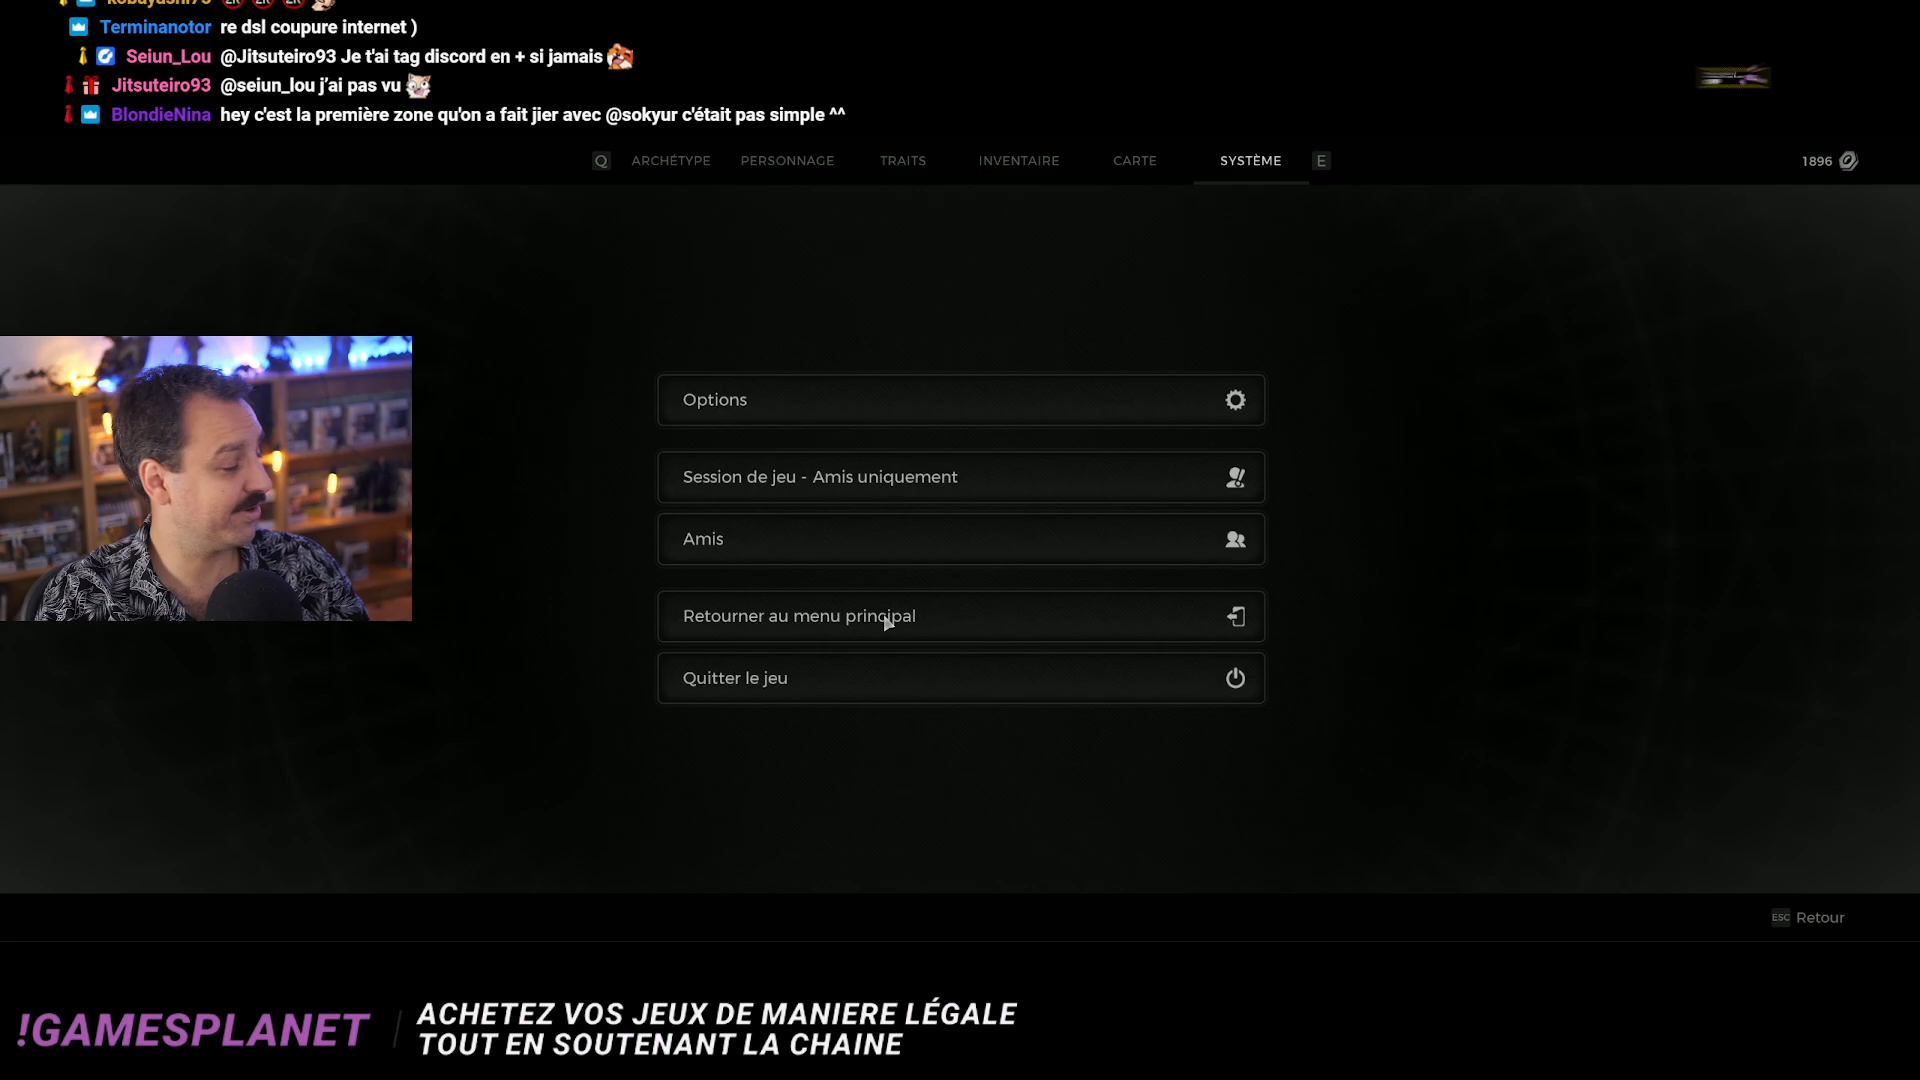 Terminanotor re dsl coupure internet )
Seiun_Lou @Jitsuteiro93 Je t'ai tag discord en + si jamais
Jitsuteiro93 @seiun_lou j'ai pas vu
BlondieNina hey c'est la première zone qu'on a fait jier avec @sokyur c'était pas simple ^^
Q ARCHÉTYPE PERSONNAGE TRAITS INVENTAIRE CARTE SYSTÈME E 1896
Options
Session de jeu - Amis uniquement
Amis
Retourner au menu principal
Quitter le jeu
ESC Retour
!GAMESPLANET
ACHETEZ VOS JEUX DE MANIERE LÉGALE
TOUT EN SOUTENANT LA CHAINE